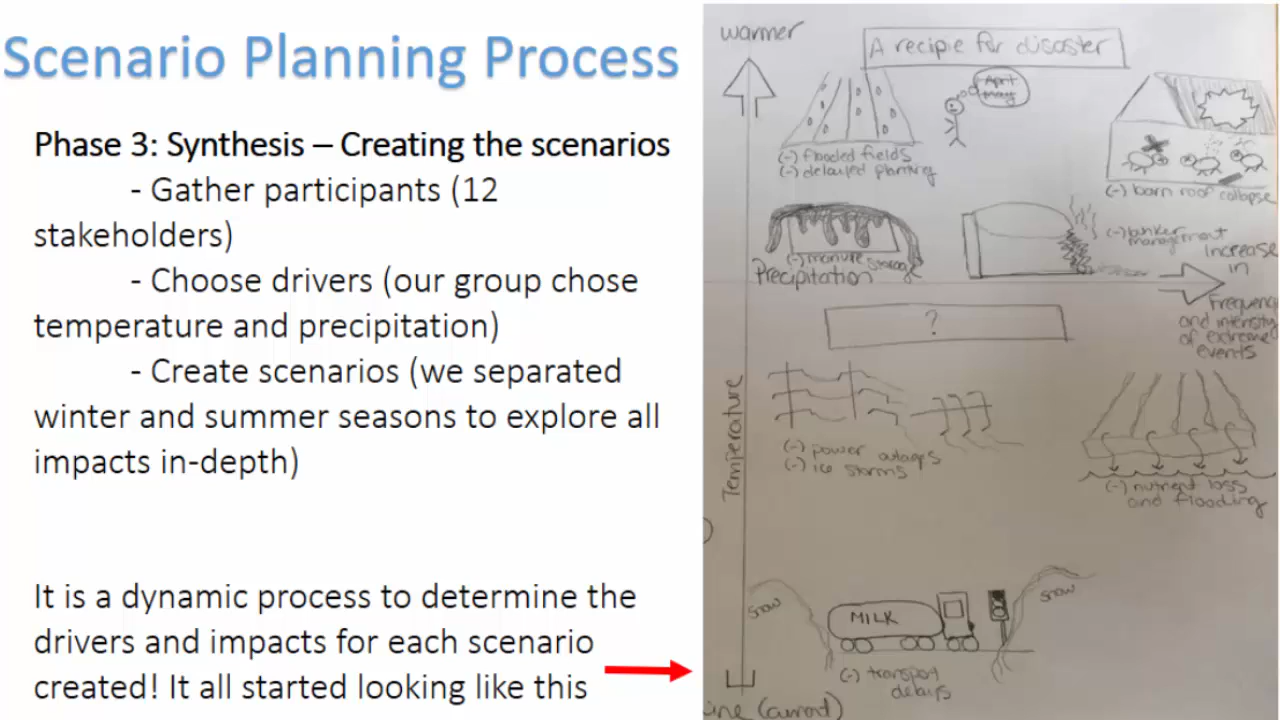 Scenario Planning Process
Phase 3: Synthesis – Creating the scenarios
- Gather participants (12
stakeholders)
- Choose drivers (our group chose
temperature and precipitation)
- Create scenarios (we separated
winter and summer seasons to explore all
impacts in-depth)
It is a dynamic process to determine the
drivers and impacts for each scenario
created! It all started looking like this
warmer
A recipie for disaster
April
may
(-) flooded fields
(-) delayed planting
(-) barn roof collapse
(-) manure storage
(-) bunker
management
Precipitation
Increase
in
Frequency
and intensity
of extreme
events
?
Temperature
(-) power outages
(-) ice storms
(-) nutrient loss
and flooding
snow
MILK
snow
(-) transport
delays
(current)